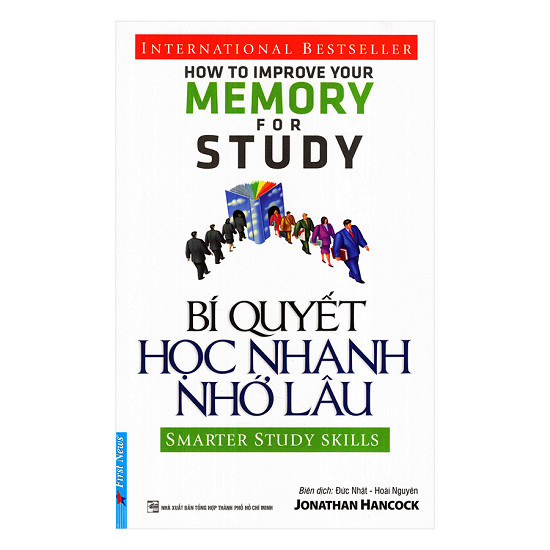 INTERNATIONAL BESTSELLER
HOW TO IMPROVE YOUR
MEMORY
FOR
STUDY
BÍ QUYẾT
HỌC NHANH
NHỚ LÂU
SMARTER STUDY SKILLS
First News
Biên dịch: Đức Nhật - Hoài Nguyên
NHÀ XUẤT BẢN TỔNG HỢP THÀNH PHỐ HỒ CHÍ MINH
JONATHAN HANCOCK